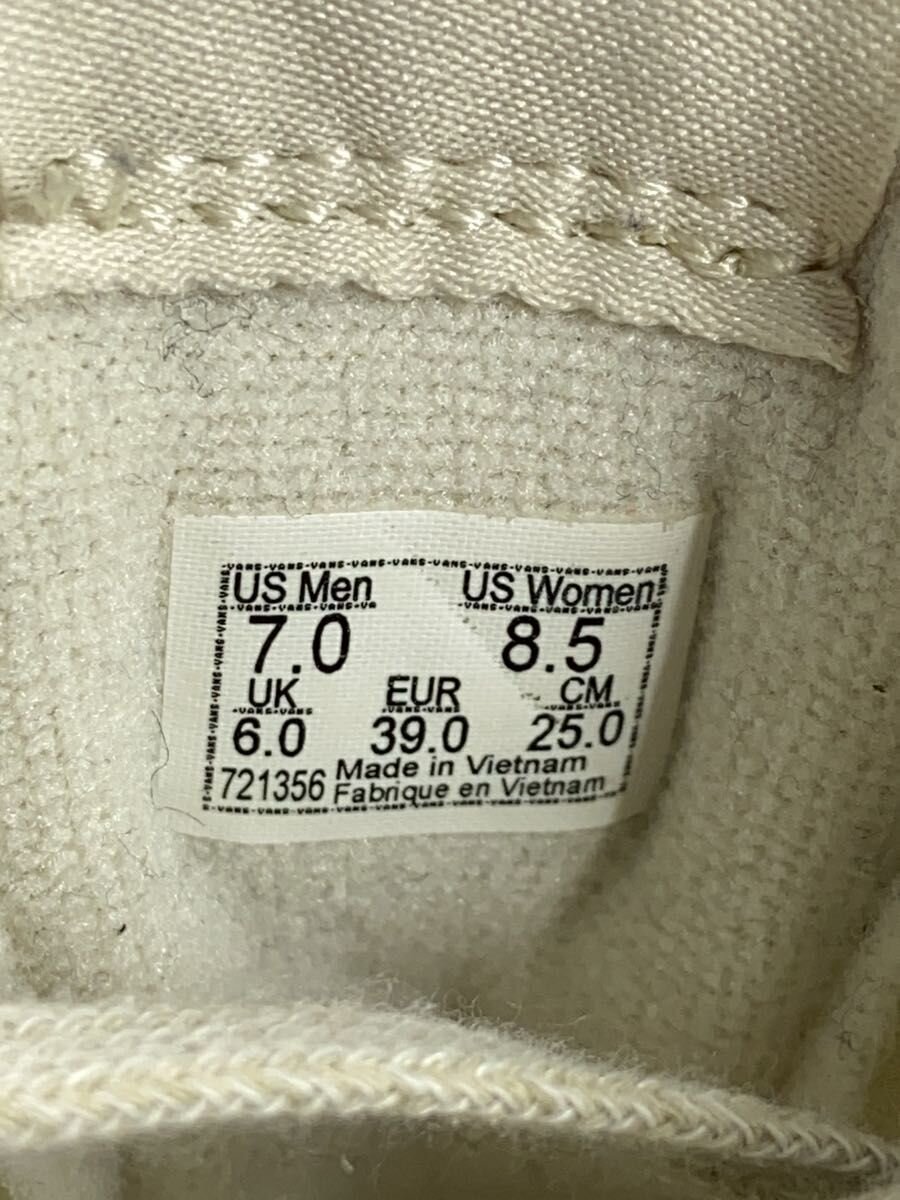 US Men US Women
7.0 8.5
UK EUR CM
6.0 39.0 25.0
721356 Made in Vietnam
Fabrique en Vietnam